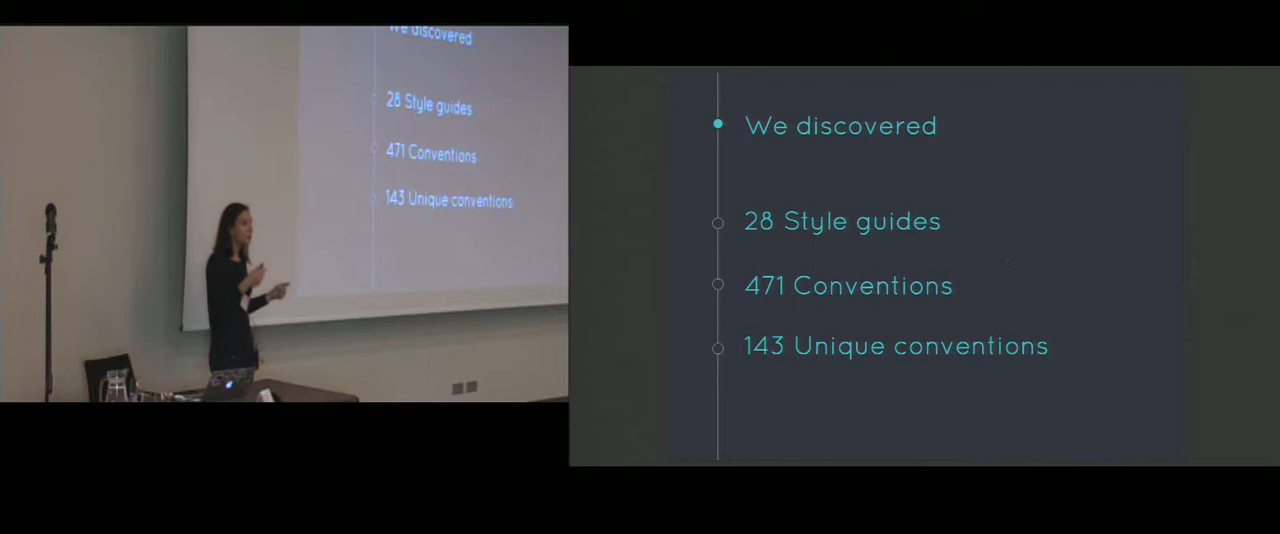 We discovered
28 Style guides
471 Conventions
143 Unique conventions
We discovered
28 Style guides
471 Conventions
143 Unique conventions